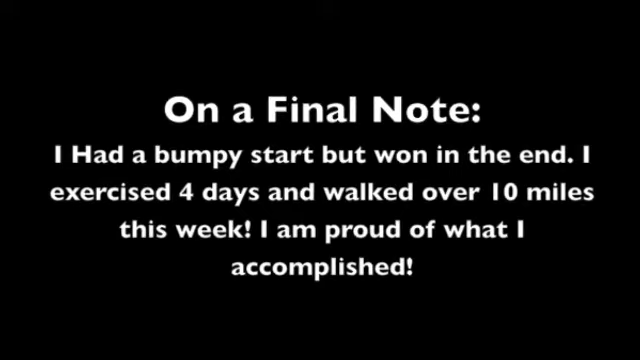 On a Final Note:
I Had a bumpy start but won in the end. I
exercised 4 days and walked over 10 miles
this week! I am proud of what I
accomplished!